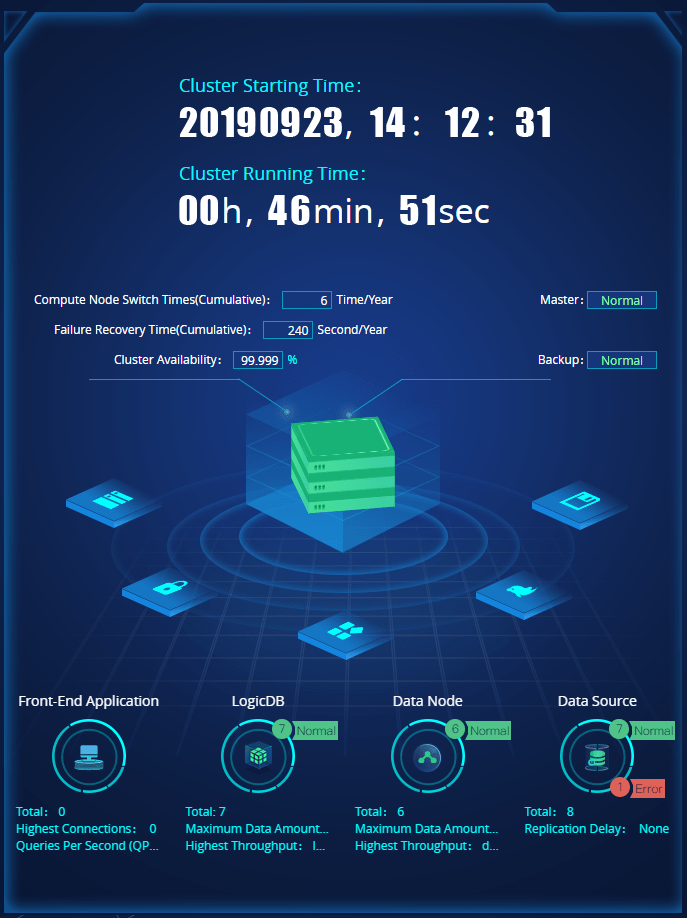 Cluster Starting Time:
20190923, 14: 12: 31
Cluster Running Time:
00h, 46min, 51sec
Compute Node Switch Times(Cumulative): 6 Time/Year
Master: Normal
Failure Recovery Time(Cumulative): 240 Second/Year
Cluster Availability: 99.999 %
Backup: Normal
Front-End Application
LogicDB
Data Node
Data Source
7 Normal
6 Normal
7 Normal
1 Error
Total: 0
Total: 7
Total: 6
Total: 8
Highest Connections: 0
Maximum Data Amount...
Maximum Data Amount...
Replication Delay: None
Queries Per Second (QP...
Highest Throughput: l...
Highest Throughput: d...